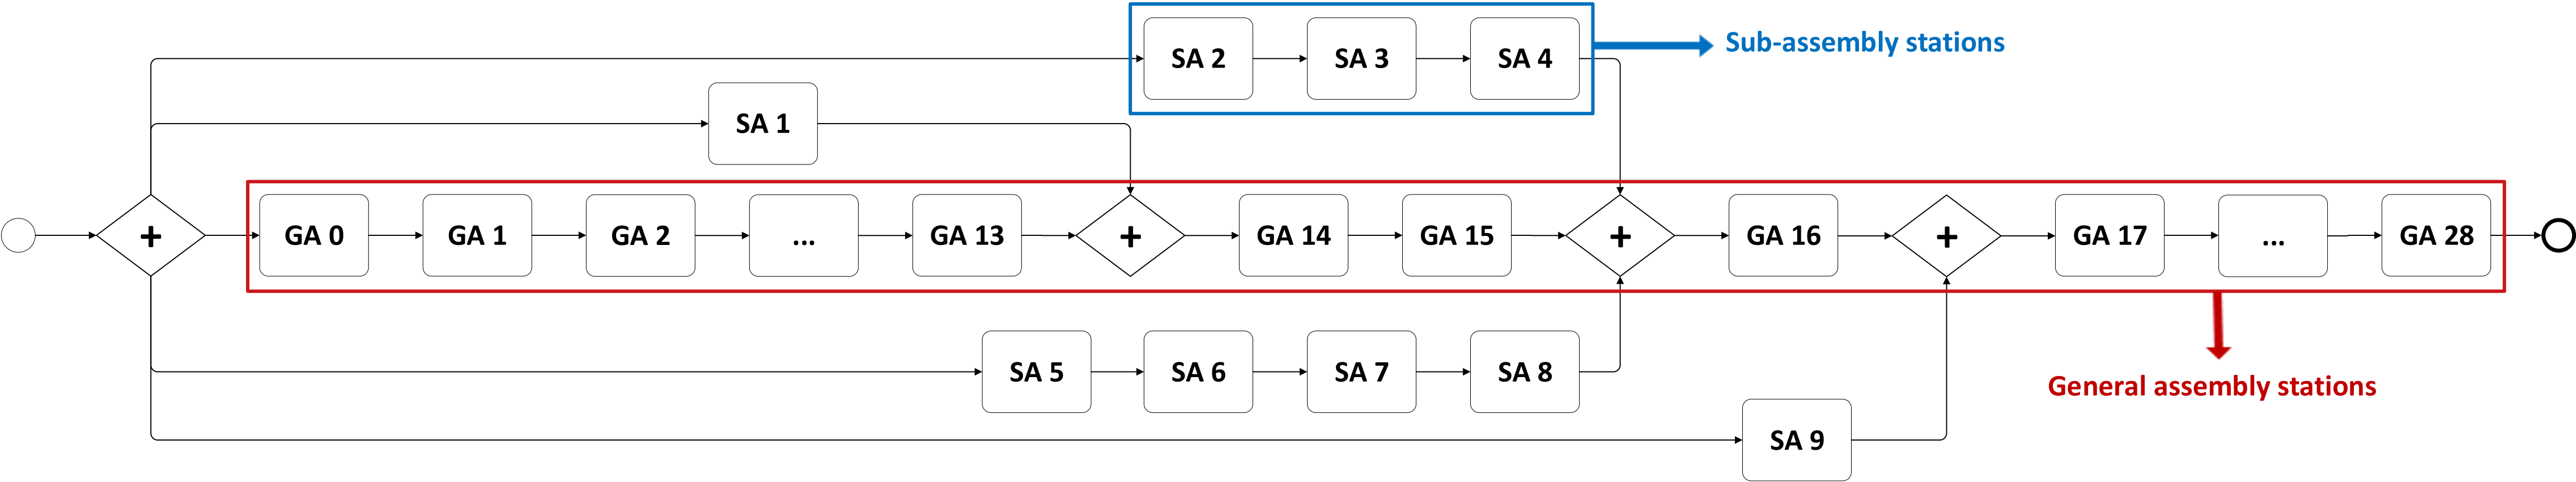 SA 2
SA 3
SA 4
Sub-assembly stations
SA 1
+
GA 0
GA 1
GA 2
...
GA 13
+
GA 14
GA 15
+
GA 16
+
GA 17
...
GA 28
SA 5
SA 6
SA 7
SA 8
General assembly stations
SA 9